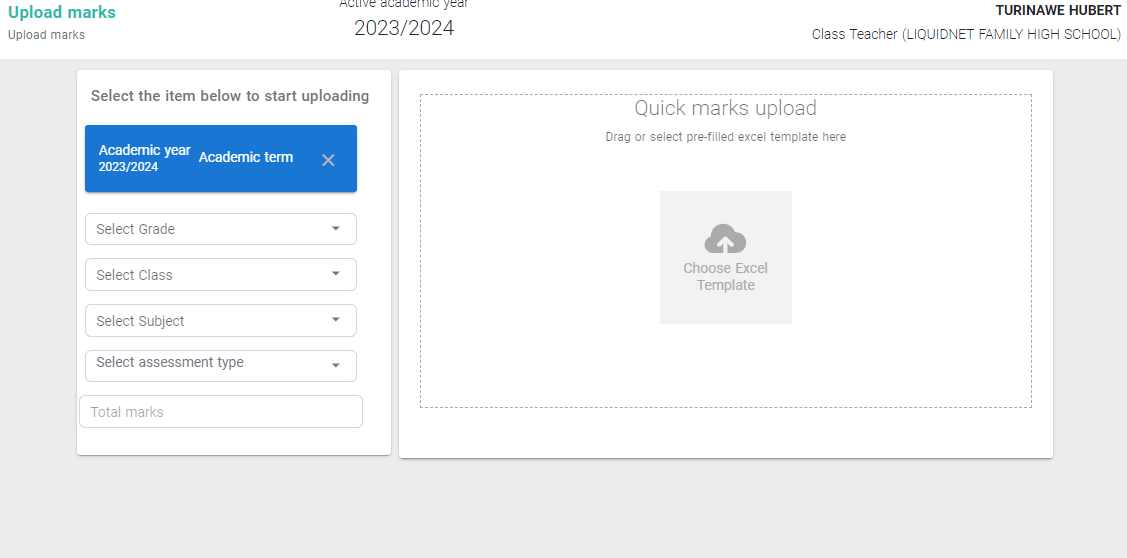 Upload marks
Upload marks
Active academic year
2023/2024
TURINAWE HUBERT
Class Teacher (LIQUIDNET FAMILY HIGH SCHOOL)
Select the item below to start uploading
Academic year
2023/2024
Academic term
Select Grade
Select Class
Select Subject
Select assessment type
Total marks
Quick marks upload
Drag or select pre-filled excel template here
Choose Excel
Template